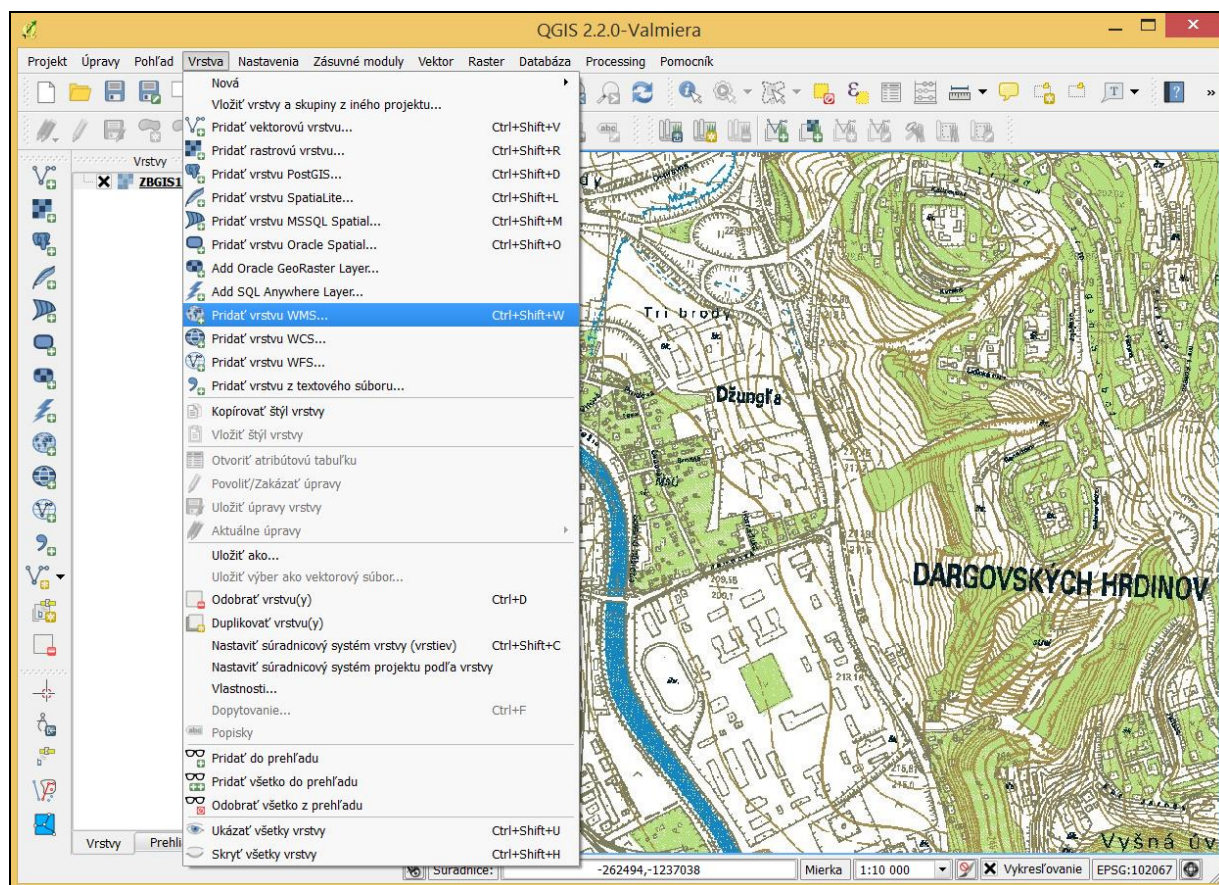 QGIS 2.2.0-Valmiera
Projekt Úpravy Pohľad Vrstva Nastavenia Zásuvné moduly Vektor Raster Databáza Processing Pomocník
Nová
Vložiť vrstvy a skupiny z iného projektu...
Pridať vektorovú vrstvu... Ctrl+Shift+V
Pridať rastrovú vrstvu... Ctrl+Shift+R
Pridať vrstvu PostGIS... Ctrl+Shift+D
Pridať vrstvu SpatiaLite... Ctrl+Shift+L
Pridať vrstvu MSSQL Spatial... Ctrl+Shift+M
Pridať vrstvu Oracle Spatial... Ctrl+Shift+O
Add Oracle GeoRaster Layer...
Add SQL Anywhere Layer...
Pridať vrstvu WMS... Ctrl+Shift+W
Pridať vrstvu WCS...
Pridať vrstvu WFS...
Pridať vrstvu z textového súboru...
Kopírovať štýl vrstvy
Vložiť štýl vrstvy
Otvoriť atribútovú tabuľku
Povoliť/Zakázať úpravy
Uložiť úpravy vrstvy
Aktuálne úpravy
Uložiť ako...
Uložiť výber ako vektorový súbor...
Odobrať vrstvu(y) Ctrl+D
Duplikovať vrstvu(y)
Nastaviť súradnicový systém vrstvy (vrstiev) Ctrl+Shift+C
Nastaviť súradnicový systém projektu podľa vrstvy
Vlastnosti...
Dopytovanie... Ctrl+F
Popisky
Pridať do prehľadu
Pridať všetko do prehľadu
Odobrať všetko z prehľadu
Ukázať všetky vrstvy Ctrl+Shift+U
Skryť všetky vrstvy Ctrl+Shift+H
Vrstvy
ZBGIS1
Vrstvy Prehli
Tri brody
Džungľa
DARGOVSKÝCH HRDINOV
Vyšná úv
Súradnice: -262494,-1237038 Mierka 1:10 000 Vykresľovanie EPSG:102067